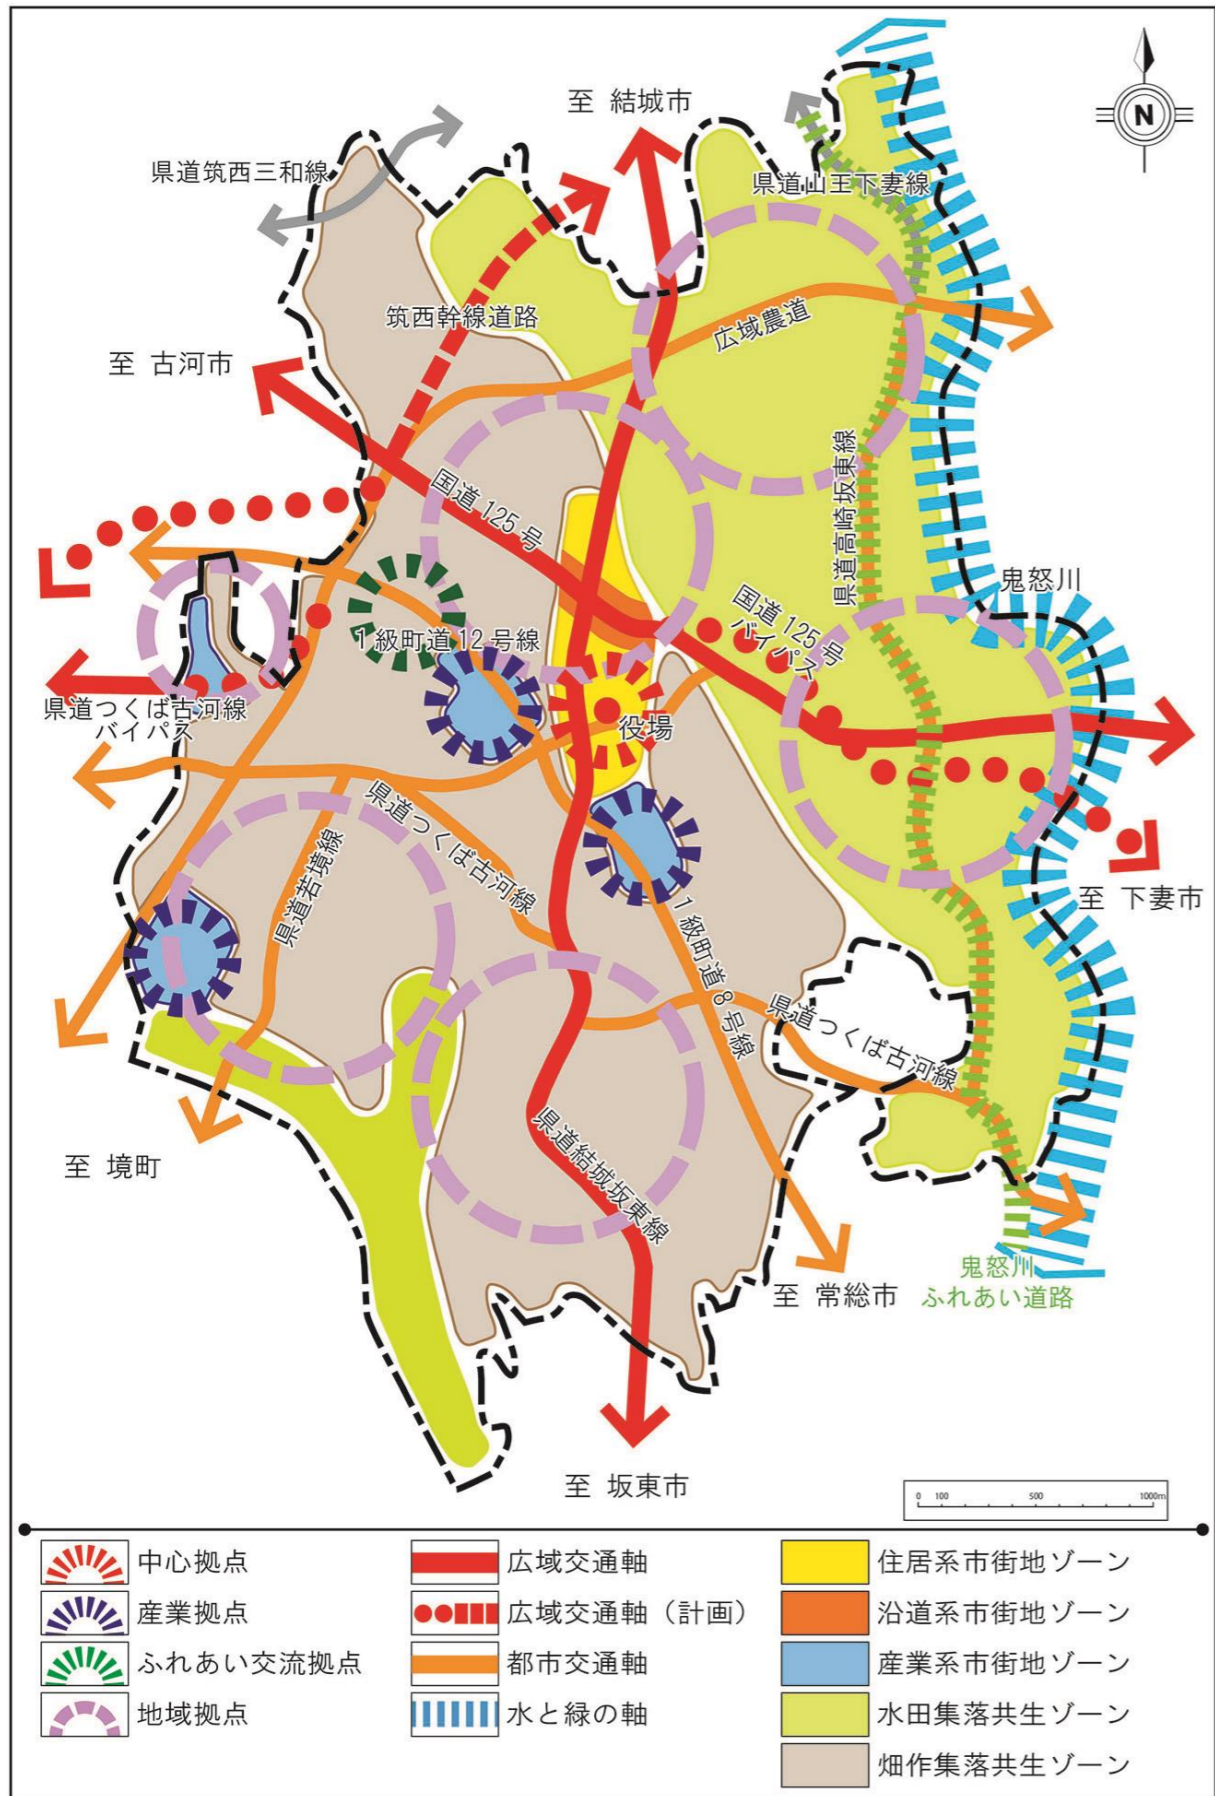 N
至 結城市
県道筑西三和線
県道山王下妻線
筑西幹線道路
広域農道
至 古河市
国道125号
県道高崎坂東線
鬼怒川
国道125号
バイパス
1級町道12号線
県道つくば古河線
バイパス
役場
県道つくば古河線
県道若境線
至 下妻市
1級町道8号線
県道つくば古河線
県道結城坂東線
至 境町
至 常総市
鬼怒川
ふれあい道路
至 坂東市
0 100 500 1000m
中心拠点
産業拠点
ふれあい交流拠点
地域拠点
広域交通軸
広域交通軸（計画）
都市交通軸
水と緑の軸
住居系市街地ゾーン
沿道系市街地ゾーン
産業系市街地ゾーン
水田集落共生ゾーン
畑作集落共生ゾーン